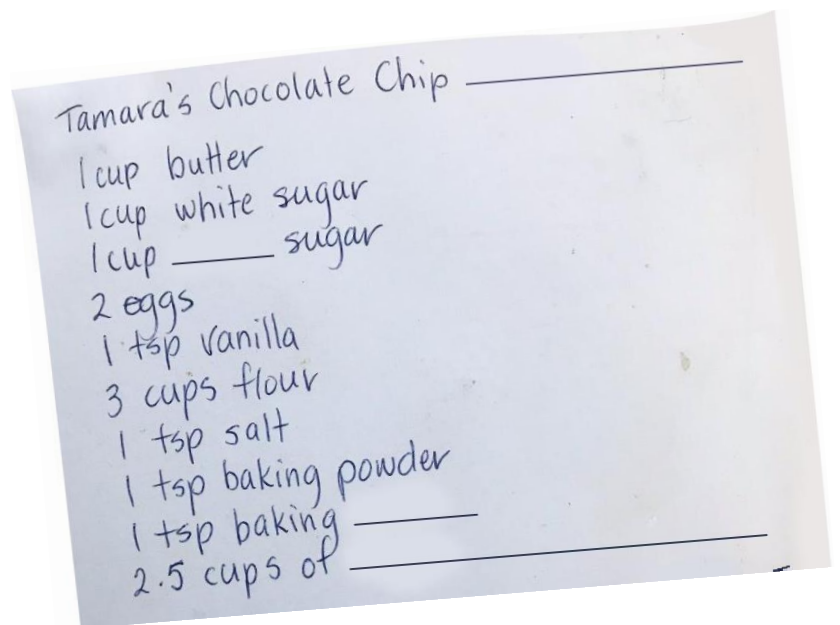 Tamara's Chocolate Chip
1 cup butter
1 cup white sugar
1 cup sugar
2 eggs
1 tsp vanilla
3 cups flour
1 tsp salt
1 tsp baking powder
1 tsp baking
2.5 cups of